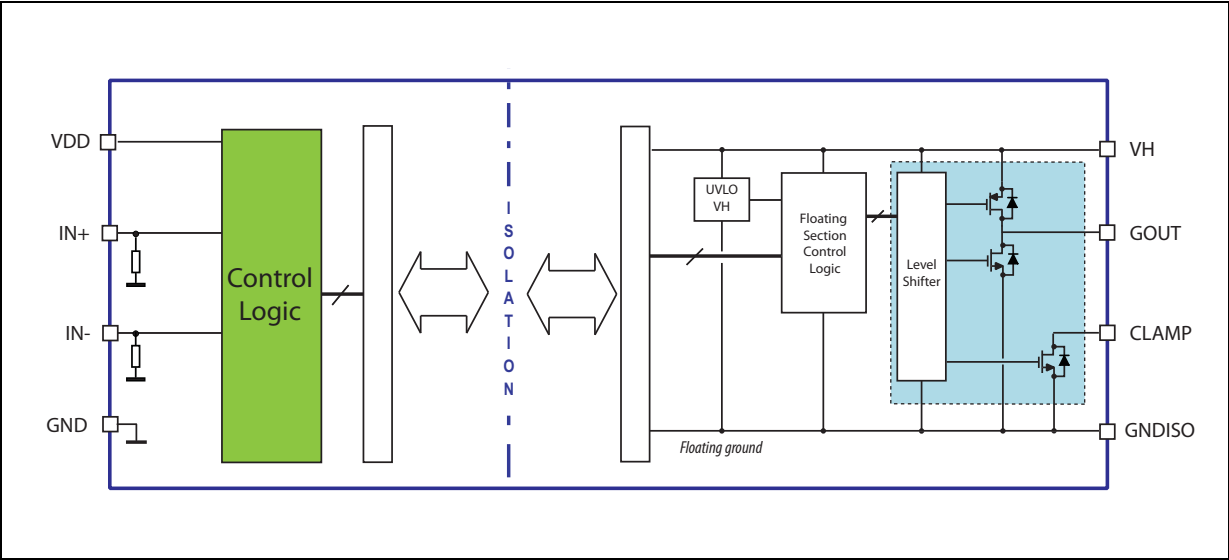 VDD
IN+
IN-
GND
Control
Logic
I
S
O
L
A
T
I
O
N
UVLO
VH
Floating
Section
Control
Logic
Level
Shifter
Floating ground
VH
GOUT
CLAMP
GNDISO